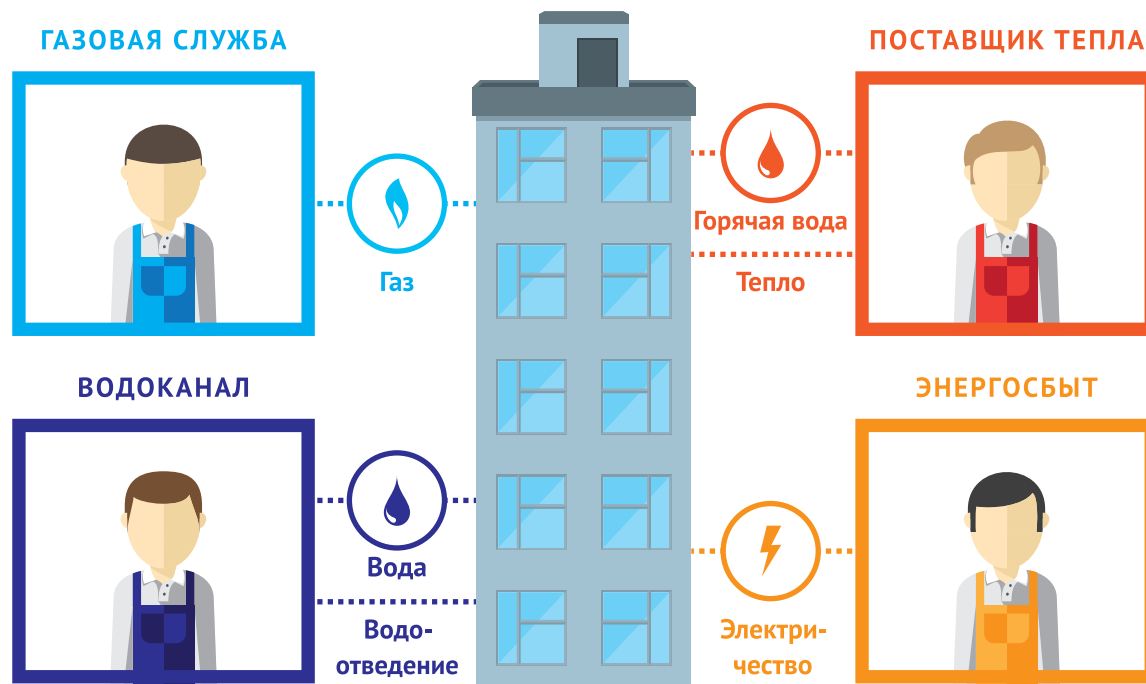 ГАЗОВАЯ СЛУЖБА
ПОСТАВЩИК ТЕПЛА
Газ
Горячая вода
Тепло
ВОДОКАНАЛ
ЭНЕРГОСБЫТ
Вода
Водо-
отведение
Электри-
чество